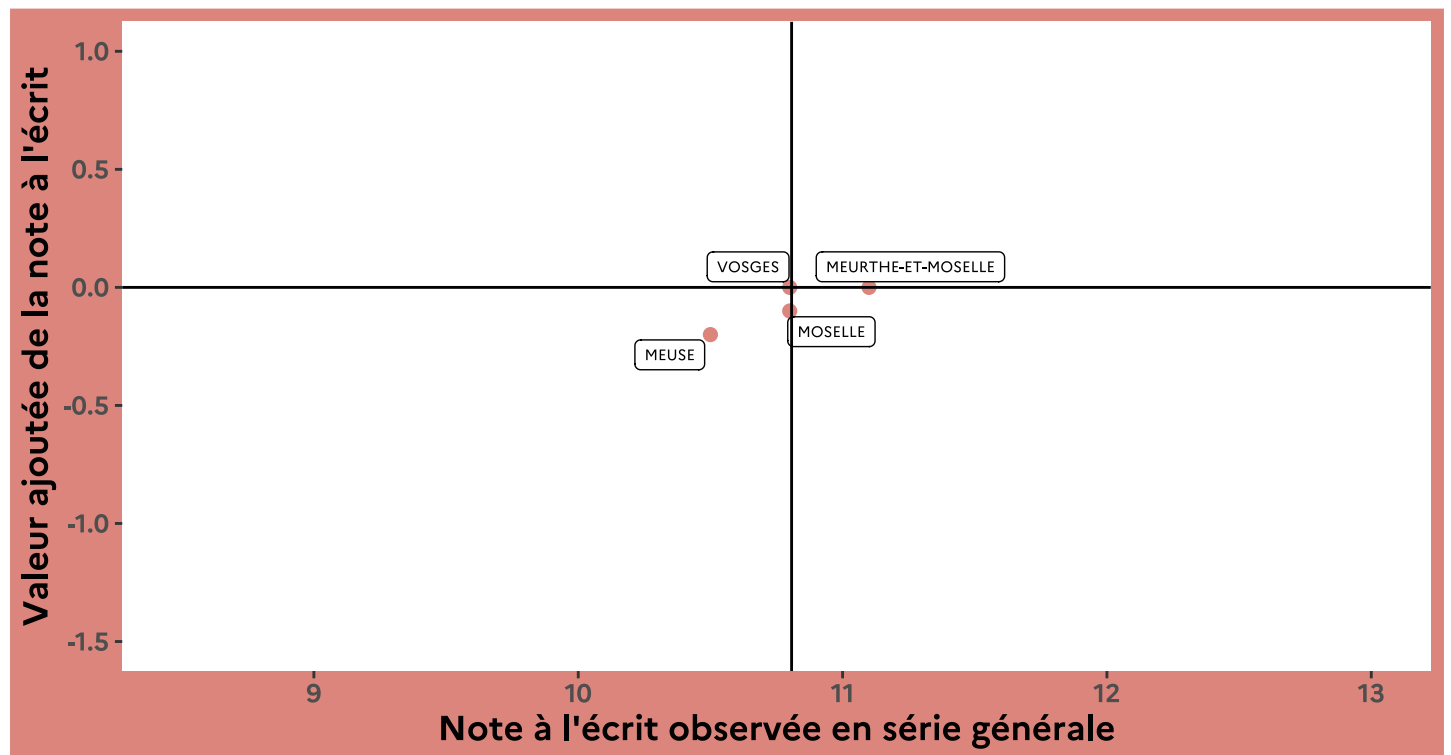 Valeur ajoutée de la note à l'écrit
1.0
0.5
0.0
-0.5
-1.0
-1.5
VOSGES
MEURTHE-ET-MOSELLE
MOSELLE
MEUSE
9
10
11
12
13
Note à l'écrit observée en série générale